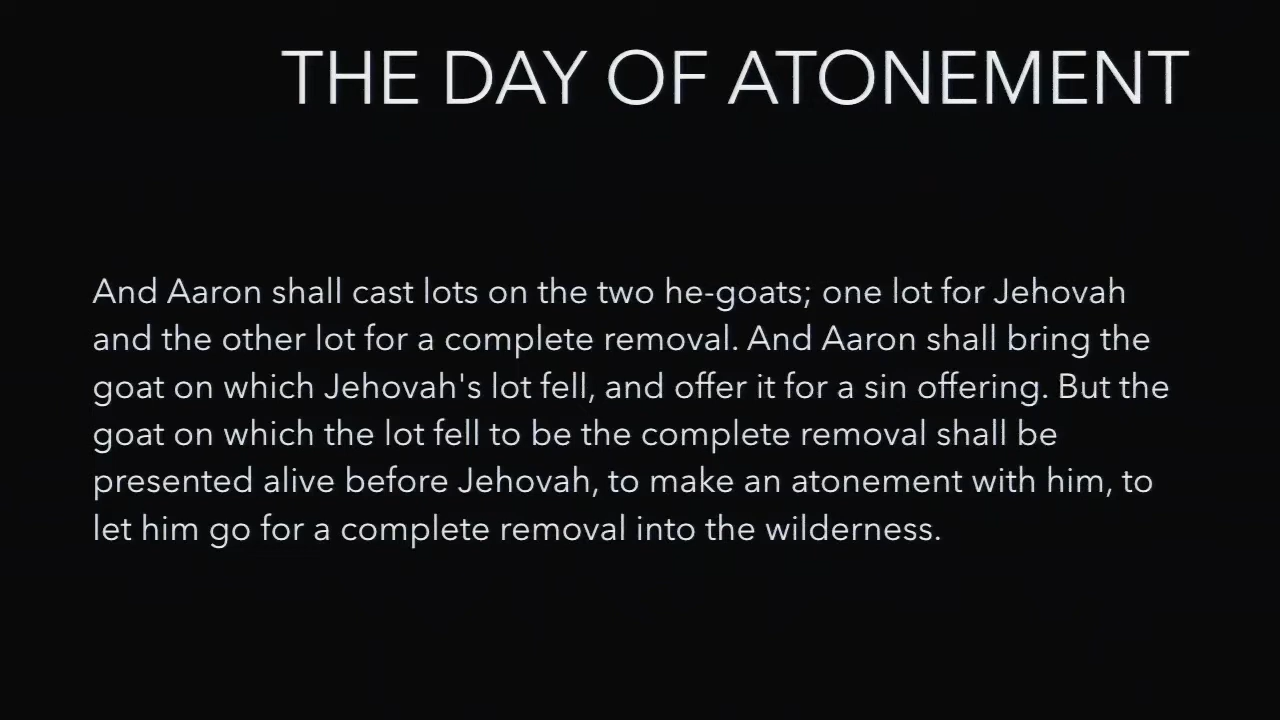 THE DAY OF ATONEMENT
And Aaron shall cast lots on the two he-goats; one lot for Jehovah
and the other lot for a complete removal. And Aaron shall bring the
goat on which Jehovah's lot fell, and offer it for a sin offering. But the
goat on which the lot fell to be the complete removal shall be
presented alive before Jehovah, to make an atonement with him, to
let him go for a complete removal into the wilderness.